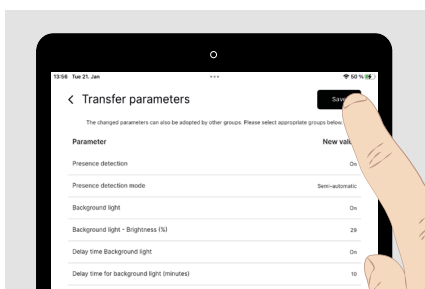 13:56 Tue 21. Jan ••• 50 %
Transfer parameters
Save
The changed parameters can also be adopted by other groups. Please select appropriate groups below.
Parameter New
Presence detection On
Presence detection mode Semi-automatic
Background light On
Background light - Brightness (%) 29
Delay time Background light On
Delay time for background light (minutes) 10